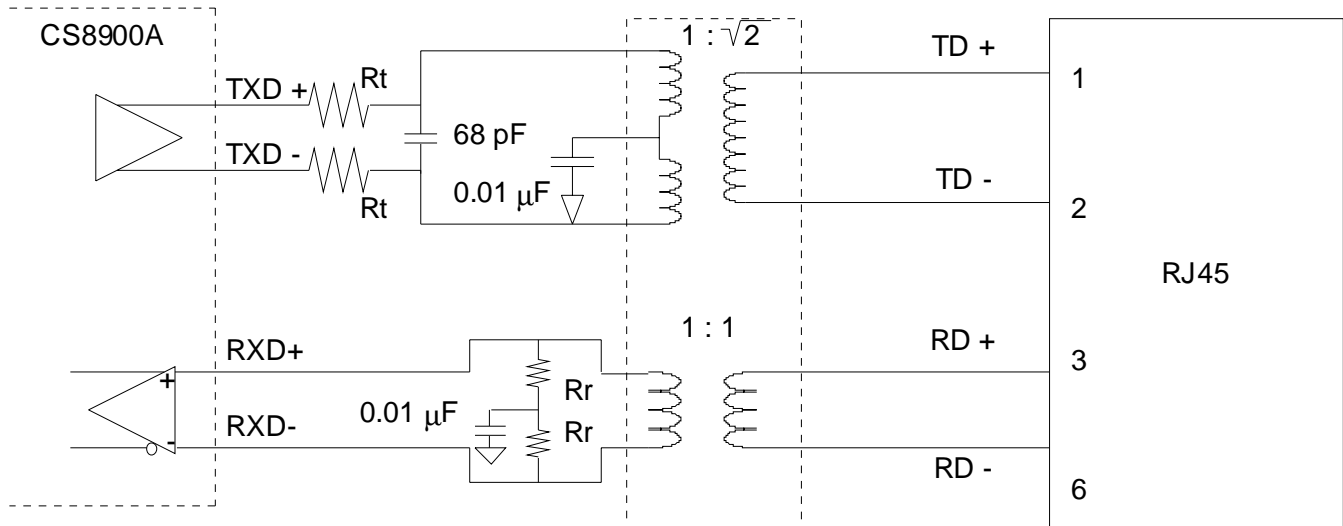 CS8900A
1 : √2
TD +
1
TXD +
Rt
68 pF
TXD -
Rt
0.01 μF
TD -
2
RJ45
1 : 1
RXD+
RD +
3
+
Rr
0.01 μF
Rr
RXD-
-
RD -
6